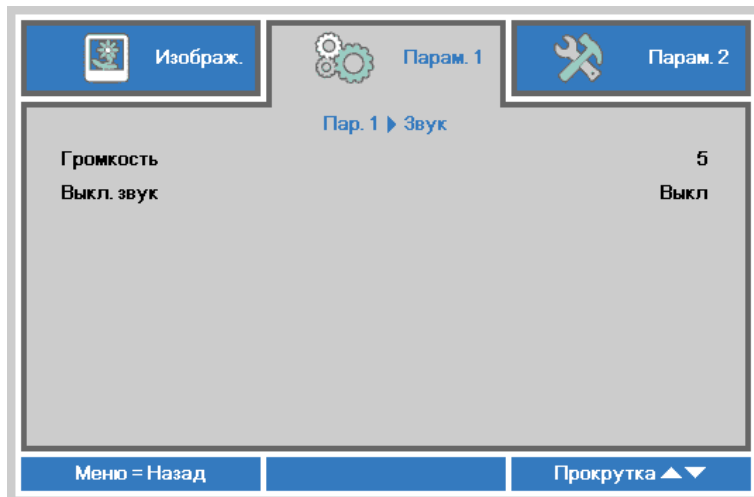 Изображ.
Парам. 1
Парам. 2
Пар. 1 ▶ Звук
Громкость 5
Выкл. звук Выкл
Меню = Назад
Прокрутка ▲▼